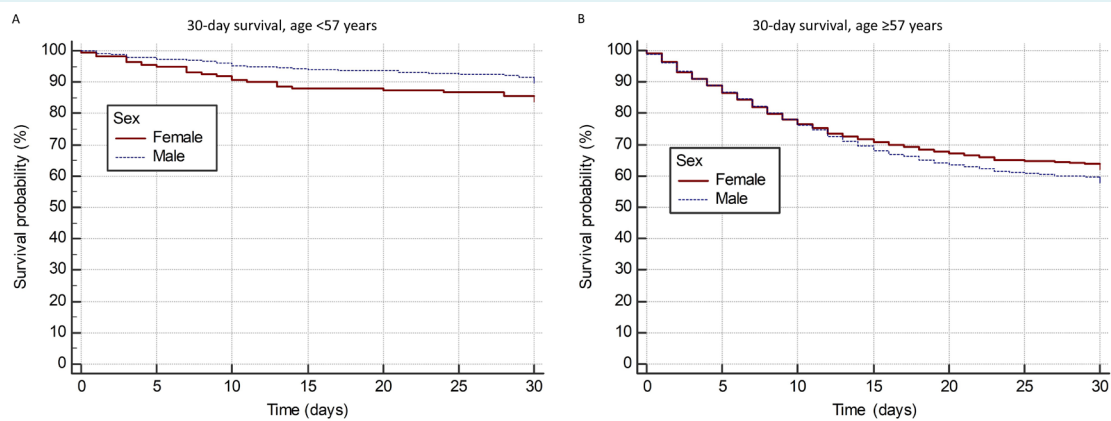 A
30-day survival, age <57 years
Survival probability (%)
100
90
80
70
60
50
40
30
20
10
0
Sex
Female
Male
0 5 10 15 20 25 30
Time (days)
B
30-day survival, age ≥57 years
Survival probability (%)
100
90
80
70
60
50
40
30
20
10
0
Sex
Female
Male
0 5 10 15 20 25 30
Time (days)